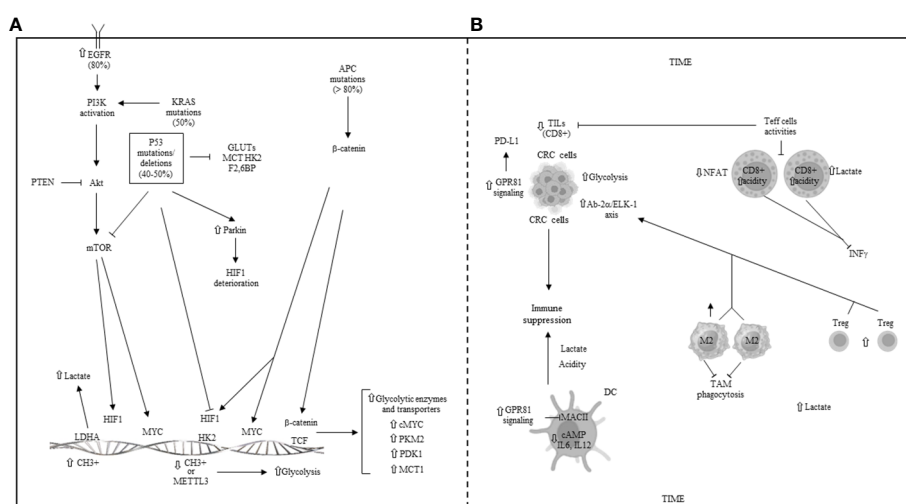 A
⇧ EGFR
(80%)
PI3K
activation
KRAS
mutations
(50%)
P53
mutations/
deletions
(40-50%)
GLUTs
MCT HK2
F2,6BP
PTEN
Akt
mTOR
⇧ Parkin
HIF1
deterioration
APC
mutations
(> 80%)
β-catenin
⇧ Lactate
HIF1
MYC
HIF1
MYC
β-catenin
LDHA
HK2
TCF
⇧ CH3+
⇩ CH3+
or
METTL3
⇧Glycolysis
⇧Glycolytic enzymes
and transporters
⇧ cMYC
⇧ PKM2
⇧ PDK1
⇧ MCT1
B
TIME
⇩ TILs
(CD8+)
Teff cells
activities
PD-L1
CRC cells
⇧ GPR81
signaling
⇧Glycolysis
⇧Ab-2α/ELK-1
axis
CRC cells
⇩NFAT
CD8+
⇧acidity
CD8+
⇧acidity
⇧Lactate
INFγ
Immune
suppression
Lactate
Acidity
M2
M2
TAM
phagocytosis
Treg
Treg
⇧
⇧ Lactate
DC
⇧GPR81
signaling
MACII
⇩ cAMP
IL6, IL12
TIME